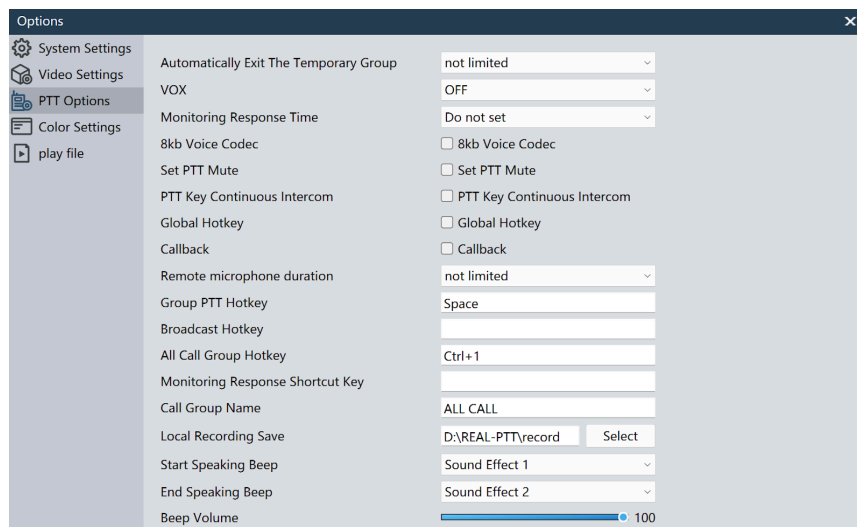 Options
System Settings
Video Settings
PTT Options
Color Settings
play file
Automatically Exit The Temporary Group not limited
VOX OFF
Monitoring Response Time Do not set
8kb Voice Codec 8kb Voice Codec
Set PTT Mute Set PTT Mute
PTT Key Continuous Intercom PTT Key Continuous Intercom
Global Hotkey Global Hotkey
Callback Callback
Remote microphone duration not limited
Group PTT Hotkey Space
Broadcast Hotkey
All Call Group Hotkey Ctrl+1
Monitoring Response Shortcut Key
Call Group Name ALL CALL
Local Recording Save D:\REAL-PTT\record Select
Start Speaking Beep Sound Effect 1
End Speaking Beep Sound Effect 2
Beep Volume 100